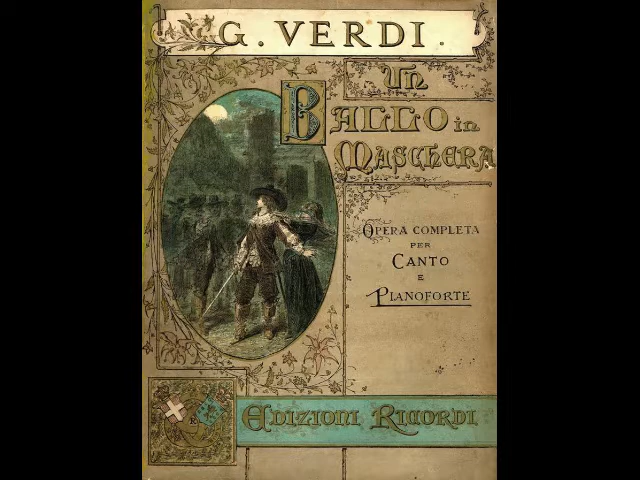 G. VERDI.
Un
BALLO in
MASCHERA
OPERA COMPLETA
PER
CANTO
E
PIANOFORTE
EDIZIONI RICORDI